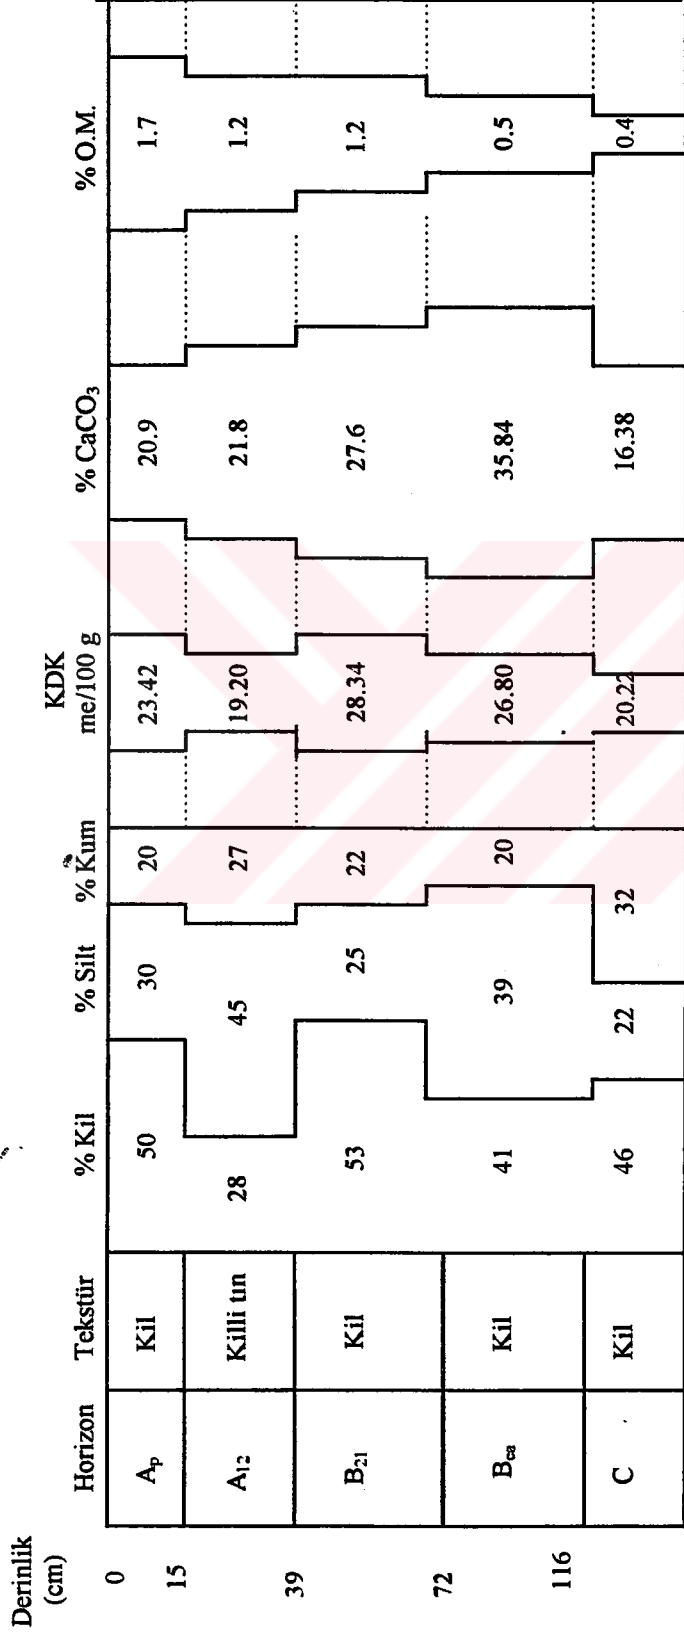 Derinlik (cm) Horizon Tekstür % Kil % Silt % Kum KDK me/100 g % CaCO3 % O.M.
0
Ap Kil 50 30 20 23.42 20.9 1.7
15
A12 Killi tın 28 45 27 19.20 21.8 1.2
39
B21 Kil 53 25 22 28.34 27.6 1.2
72
Bca Kil 41 39 20 26.80 35.84 0.5
116
C Kil 46 22 32 20.22 16.38 0.4